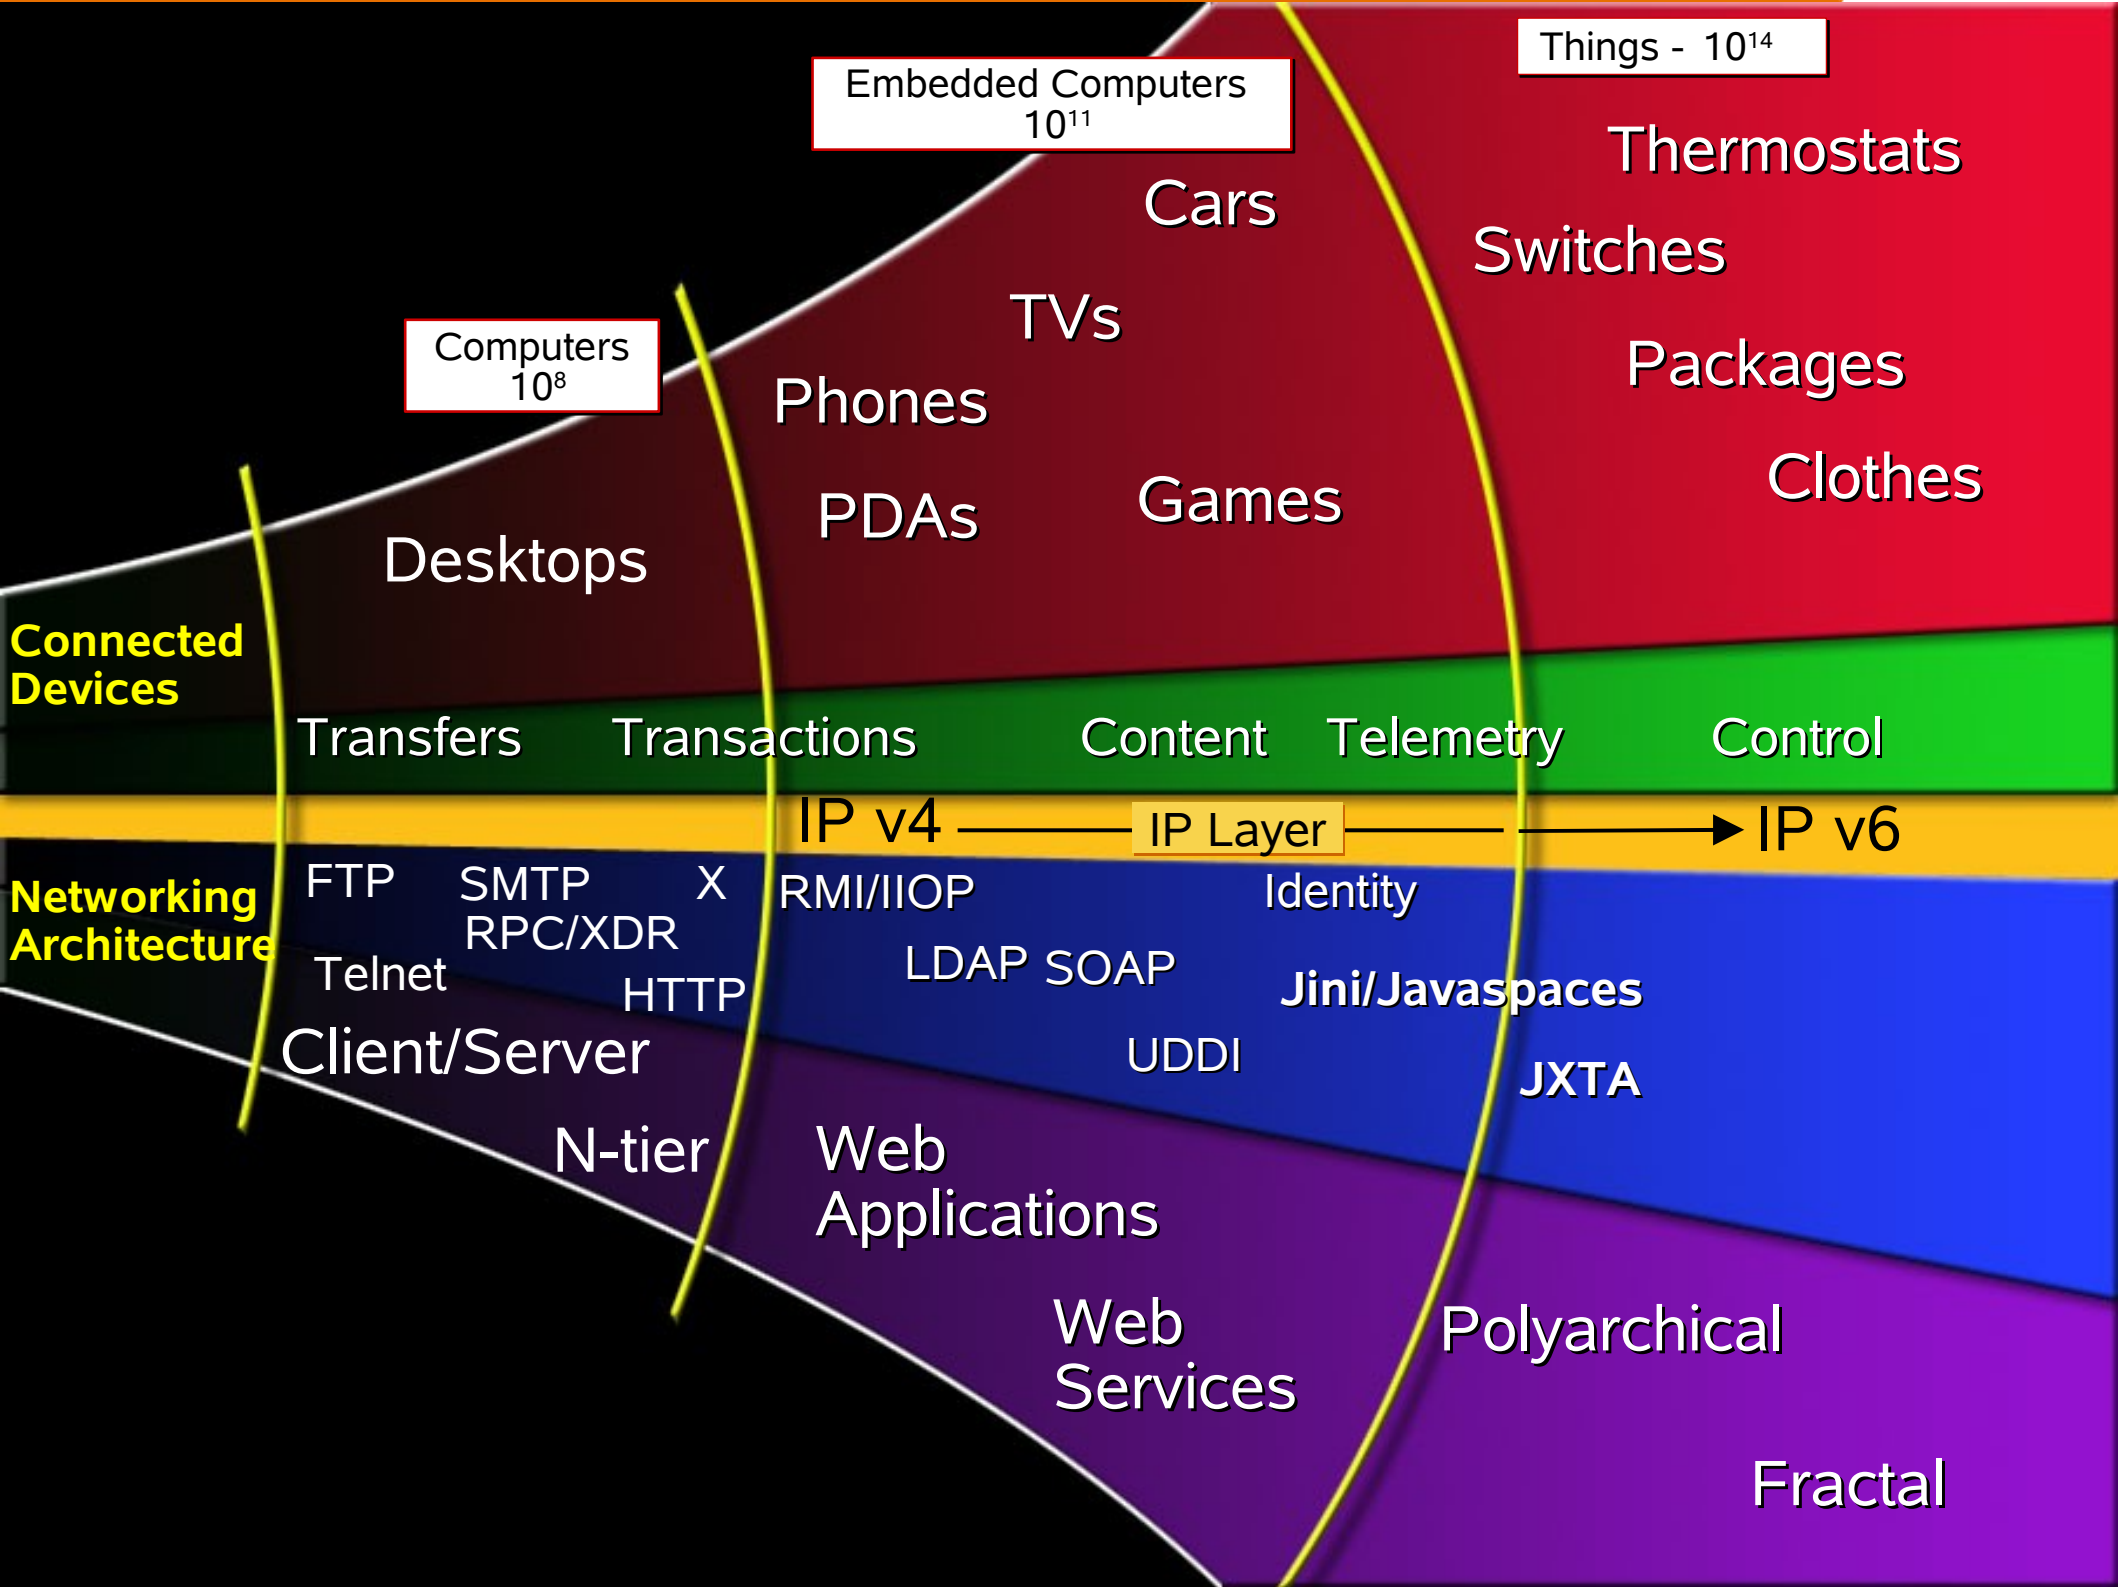 Things - 10¹⁴
Embedded Computers
10¹¹
Thermostats
Cars
Switches
TVs
Computers
10⁸
Packages
Phones
Clothes
Games
PDAs
Desktops
Connected
Devices
Transfers Transactions Content Telemetry Control
IP v4 IP Layer IP v6
FTP SMTP X RMI/IIOP Identity
Networking
Architecture
RPC/XDR
Telnet
LDAP SOAP
HTTP
Jini/Javaspaces
Client/Server
UDDI
JXTA
N-tier
Web
Applications
Web
Services
Polyarchical
Fractal